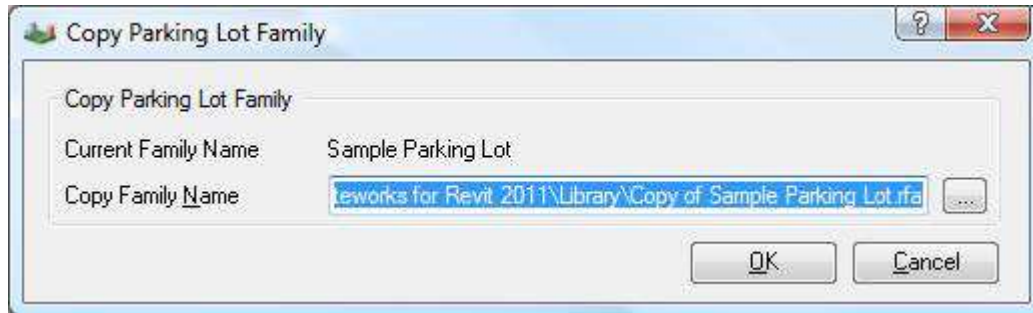 Copy Parking Lot Family
Copy Parking Lot Family
Current Family Name Sample Parking Lot
Copy Family Name teworks for Revit 2011\Library\Copy of Sample Parking Lot.rfa ...
OK Cancel